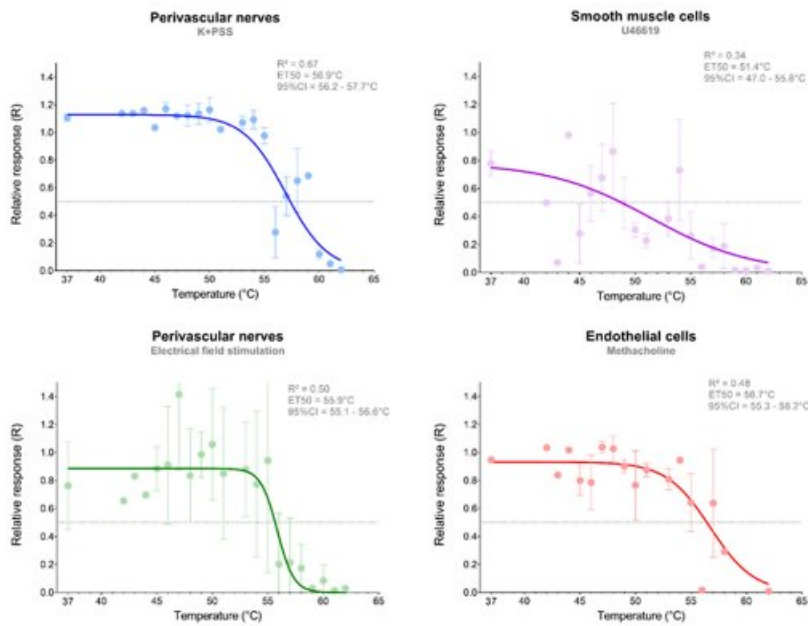 Perivascular nerves
K+PSS
R² = 0.67
ET50 = 56.9°C
95%CI = 56.2 - 57.7°C
Relative response (R)
1.4
1.2
1.0
0.8
0.6
0.4
0.2
0.0
37 40 45 50 55 60 65
Temperature (°C)
Smooth muscle cells
U46619
R² = 0.34
ET50 = 51.4°C
95%CI = 47.0 - 55.8°C
Relative response (R)
1.4
1.2
1.0
0.8
0.6
0.4
0.2
0.0
37 40 45 50 55 60 65
Temperature (°C)
Perivascular nerves
Electrical field stimulation
R² = 0.50
ET50 = 55.9°C
95%CI = 55.1 - 56.6°C
Relative response (R)
1.4
1.2
1.0
0.8
0.6
0.4
0.2
0.0
37 40 45 50 55 60 65
Temperature (°C)
Endothelial cells
Methacholine
R² = 0.48
ET50 = 56.7°C
95%CI = 55.3 - 58.2°C
Relative response (R)
1.4
1.2
1.0
0.8
0.6
0.4
0.2
0.0
37 40 45 50 55 60 65
Temperature (°C)